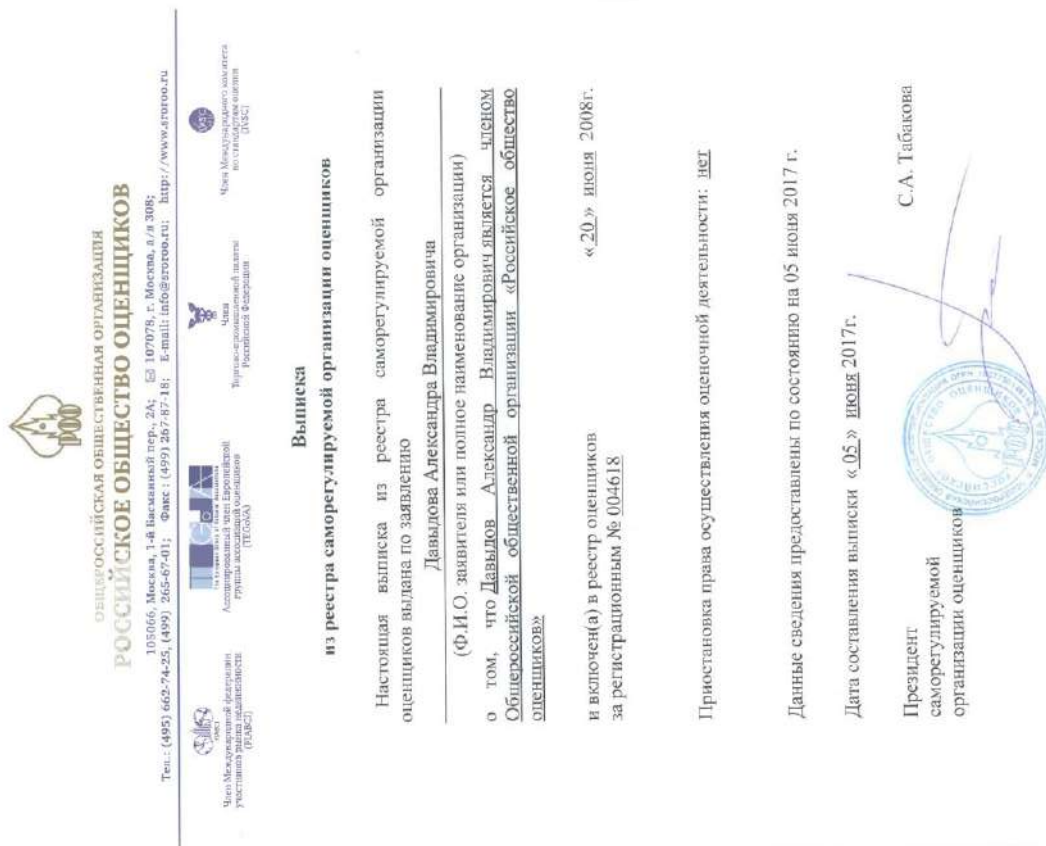 РОО
ОБЩЕРОССИЙСКАЯ ОБЩЕСТВЕННАЯ ОРГАНИЗАЦИЯ
РОССИЙСКОЕ ОБЩЕСТВО ОЦЕНЩИКОВ
105066, Москва, 1-й Басманный пер., 2А; 107078, г. Москва, а/я 308;
Тел.: (495) 662-74-25, (499) 265-67-01; Факс: (499) 267-87-18; E-mail: info@sroroo.ru; http://www.sroroo.ru
Член Международной федерации
участников рынка недвижимости
(FIABCI)
TEGoVA
Ассоциированный член Европейской
группы ассоциаций оценщиков
(TEGoVA)
Член
Торгово-промышленной палаты
Российской Федерации
Член Международного комитета
по стандартам оценки
(IVSC)
Выписка
из реестра саморегулируемой организации оценщиков
Настоящая выписка из реестра саморегулируемой организации
оценщиков выдана по заявлению
Давыдова Александра Владимировича
(Ф.И.О. заявителя или полное наименование организации)
о том, что Давыдов Александр Владимирович является членом
Общероссийской общественной организации «Российское общество
оценщиков»
и включен(а) в реестр оценщиков «20» июня 2008г.
за регистрационным № 004618
Приостановка права осуществления оценочной деятельности: нет
Данные сведения предоставлены по состоянию на 05 июня 2017 г.
Дата составления выписки «05» июня 2017г.
Президент
саморегулируемой
организации оценщиков С.А. Табакова